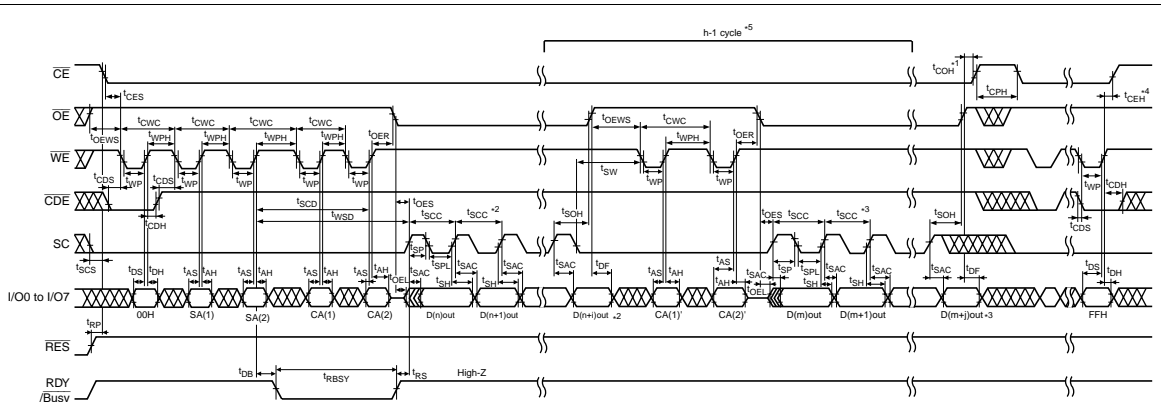 h-1 cycle *5
CE
tCOH *1
tCPH
tCES
tCEH *4
OE
tOEWS tCWC tCWC tCWC tCWC tOER tOEWS tCWC tOER
tWPH tWPH tWPH tWPH tWPH
WE
tCDS tWP tCDS tWP tWP tWP tWP tSW tWP tWP tWP
CDE
tCDH tSCD tOES tCDH
tWSD tSCC tSCC *2 tSOH tOES tSCC tSCC *3 tSOH tCDS
SC
tSCS tSP tSPL tSP tSPL
tDS tDH tAS tAH tAS tAH tAS tAH tAS tAH tOEL tSAC tSAC tSAC tSAC tDF tAS tAH tAS tAH tSAC tOEL tSAC tSAC tSAC tDF tDS tDH
tSH tSH tSH tSH
I/O0 to I/O7
00H SA(1) SA(2) CA(1) CA(2) D(n)out D(n+1)out D(n+i)out *2 CA(1)' CA(2)' D(m)out D(m+1)out D(m+j)out *3 FFH
tRP
RES
tDB tRBSY tRS High-Z
RDY
/Busy